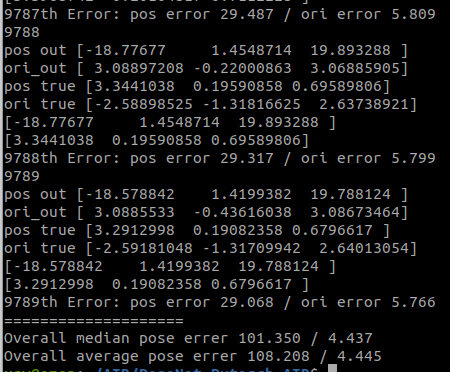 9787th Error: pos error 29.487 / ori error 5.809
9788
pos out [-18.77677 1.4548714 19.893288 ]
ori_out [ 3.08897208 -0.22000863 3.06885905]
pos true [3.3441038 0.19590858 0.69589806]
ori true [-2.58898525 -1.31816625 2.63738921]
[-18.77677 1.4548714 19.893288 ]
[3.3441038 0.19590858 0.69589806]
9788th Error: pos error 29.317 / ori error 5.799
9789
pos out [-18.578842 1.4199382 19.788124 ]
ori_out [ 3.0885533 -0.43616038 3.08673464]
pos true [3.2912998 0.19082358 0.6796617 ]
ori true [-2.59181048 -1.31709942 2.64013054]
[-18.578842 1.4199382 19.788124 ]
[3.2912998 0.19082358 0.6796617 ]
9789th Error: pos error 29.068 / ori error 5.766
====================
Overall median pose errer 101.350 / 4.437
Overall average pose errer 108.208 / 4.445